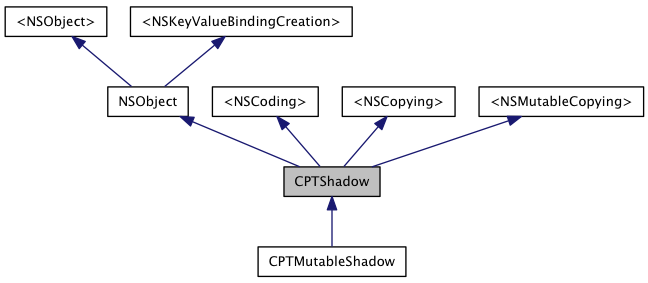 <NSObject> <NSKeyValueBindingCreation>
NSObject <NSCoding> <NSCopying> <NSMutableCopying>
CPTShadow
CPTMutableShadow